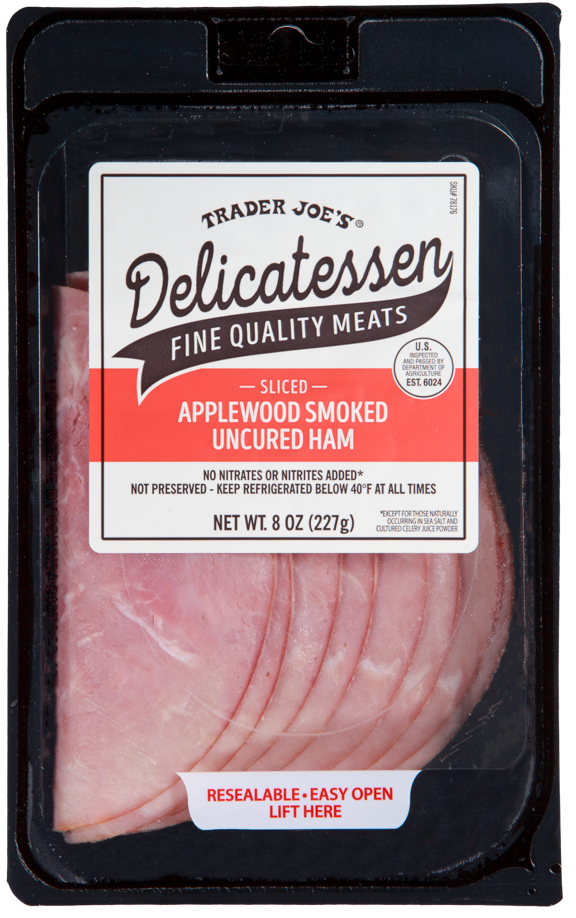 SKU# 78176
TRADER JOE'S®
Delicatessen
FINE QUALITY MEATS
U.S.
INSPECTED
AND PASSED BY
DEPARTMENT OF
AGRICULTURE
EST. 6024
— SLICED —
APPLEWOOD SMOKED
UNCURED HAM
NO NITRATES OR NITRITES ADDED*
NOT PRESERVED - KEEP REFRIGERATED BELOW 40°F AT ALL TIMES
NET WT. 8 OZ (227g)
*EXCEPT FOR THOSE NATURALLY
OCCURRING IN SEA SALT AND
CULTURED CELERY JUICE POWDER
RESEALABLE • EASY OPEN
LIFT HERE